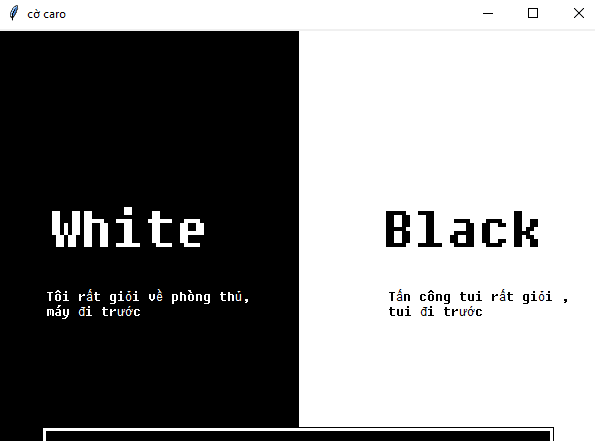 cờ caro
White
Black
Tôi rất giỏi về phòng thủ,
máy đi trước
Tấn công tui rất giỏi ,
tui đi trước